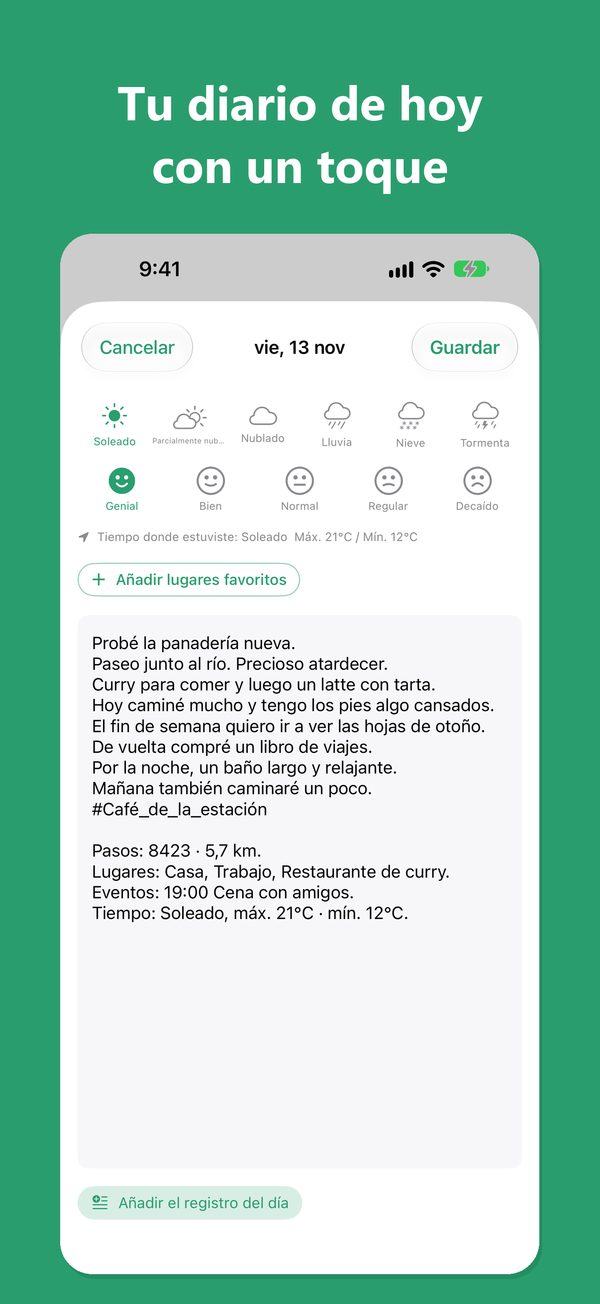 Tu diario de hoy
con un toque
9:41
Cancelar vie, 13 nov Guardar
Soleado Parcialmente nub... Nublado Lluvia Nieve Tormenta
Genial Bien Normal Regular Decaído
Tiempo donde estuviste: Soleado Máx. 21°C / Mín. 12°C
+ Añadir lugares favoritos
Probé la panadería nueva.
Paseo junto al río. Precioso atardecer.
Curry para comer y luego un latte con tarta.
Hoy caminé mucho y tengo los pies algo cansados.
El fin de semana quiero ir a ver las hojas de otoño.
De vuelta compré un libro de viajes.
Por la noche, un baño largo y relajante.
Mañana también caminaré un poco.
#Café_de_la_estación
Pasos: 8423 · 5,7 km.
Lugares: Casa, Trabajo, Restaurante de curry.
Eventos: 19:00 Cena con amigos.
Tiempo: Soleado, máx. 21°C · mín. 12°C.
Añadir el registro del día